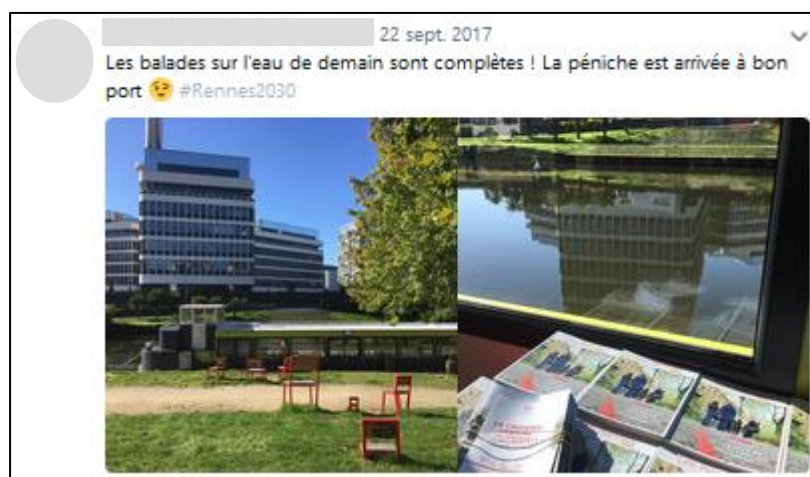 22 sept. 2017
Les balades sur l'eau de demain sont complètes ! La péniche est arrivée à bon
port 😉 #Rennes2030